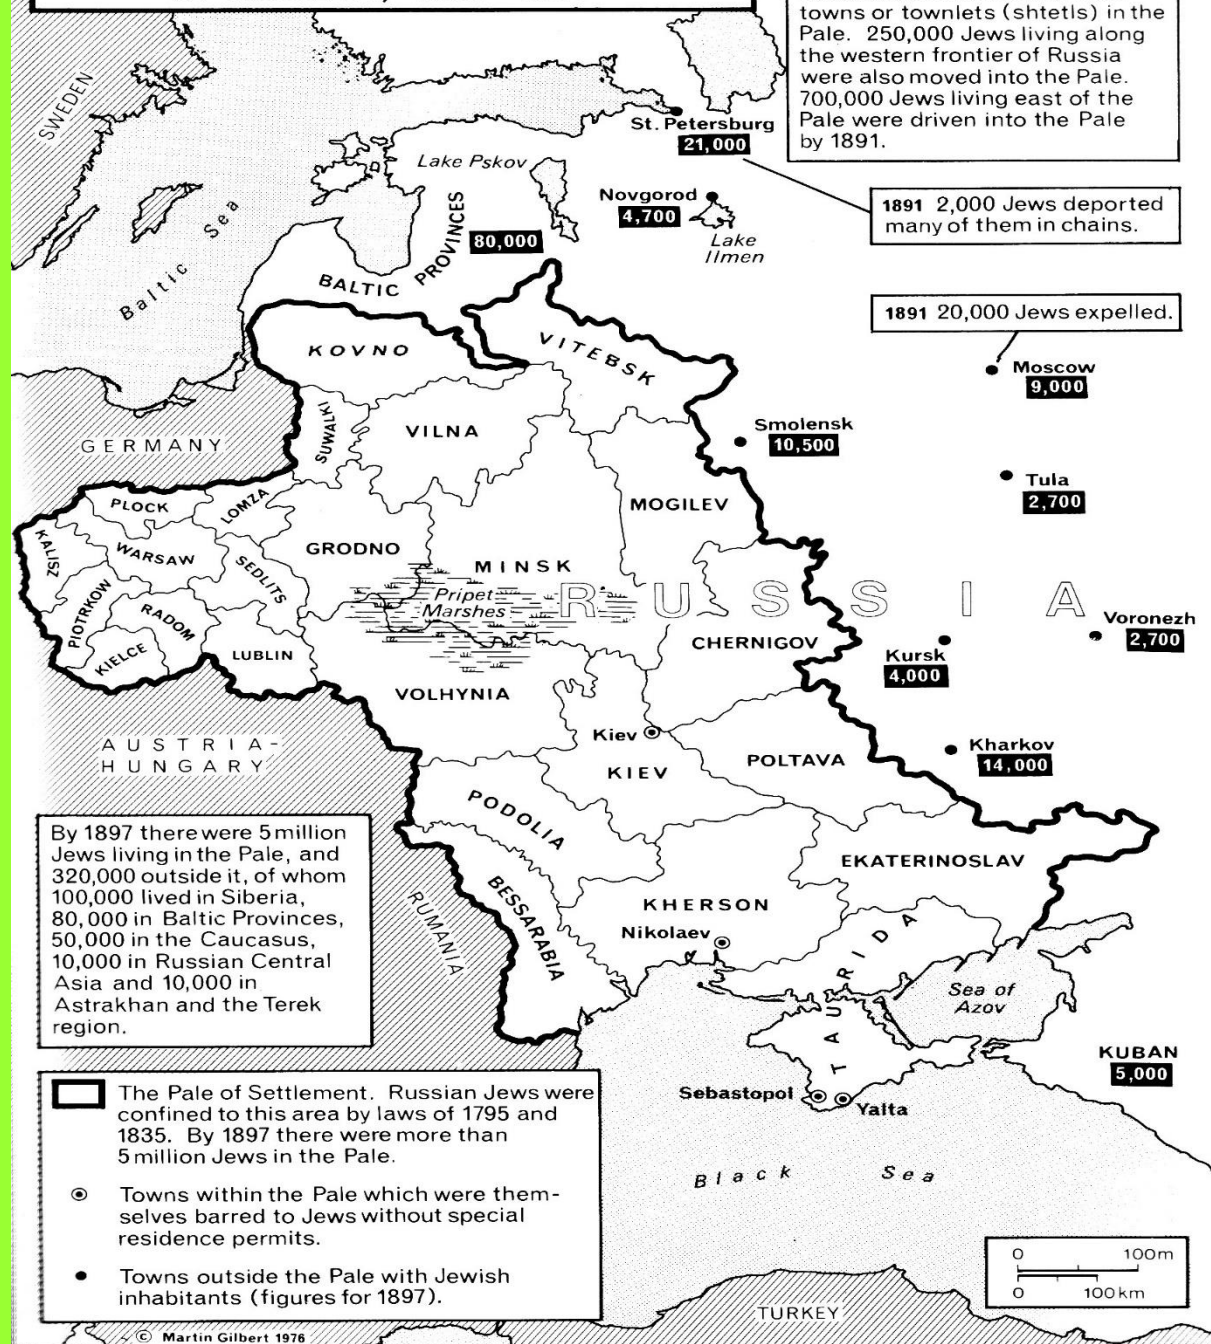 towns or townlets (shtetls) in the
Pale. 250,000 Jews living along
the western frontier of Russia
were also moved into the Pale.
700,000 Jews living east of the
Pale were driven into the Pale
by 1891.
SWEDEN
St. Petersburg
21,000
Lake Pskov
Novgorod
4,700
Lake
Ilmen
1891 2,000 Jews deported
many of them in chains.
80,000
BALTIC PROVINCES
Baltic Sea
1891 20,000 Jews expelled.
KOVNO
VITEBSK
Moscow
9,000
SUWALKI
VILNA
Smolensk
10,500
GERMANY
Tula
2,700
PLOCK
LOMZA
MOGILEV
KALISZ
WARSAW
SEDLITS
GRODNO
MINSK
Pripet
Marshes
RUSSIA
PIOTRKOW
RADOM
KIELCE
LUBLIN
CHERNIGOV
Voronezh
2,700
Kursk
4,000
VOLHYNIA
Kiev
KIEV
POLTAVA
Kharkov
14,000
AUSTRIA-
HUNGARY
PODOLIA
BESSARABIA
EKATERINOSLAV
KHERSON
Nikolaev
TAURIDA
RUMANIA
Sea of
Azov
By 1897 there were 5 million
Jews living in the Pale, and
320,000 outside it, of whom
100,000 lived in Siberia,
80,000 in Baltic Provinces,
50,000 in the Caucasus,
10,000 in Russian Central
Asia and 10,000 in
Astrakhan and the Terek
region.
KUBAN
5,000
Sebastopol
Yalta
Black Sea
The Pale of Settlement. Russian Jews were
confined to this area by laws of 1795 and
1835. By 1897 there were more than
5 million Jews in the Pale.
Towns within the Pale which were them-
selves barred to Jews without special
residence permits.
Towns outside the Pale with Jewish
inhabitants (figures for 1897).
0 100m
0 100km
TURKEY
© Martin Gilbert 1976